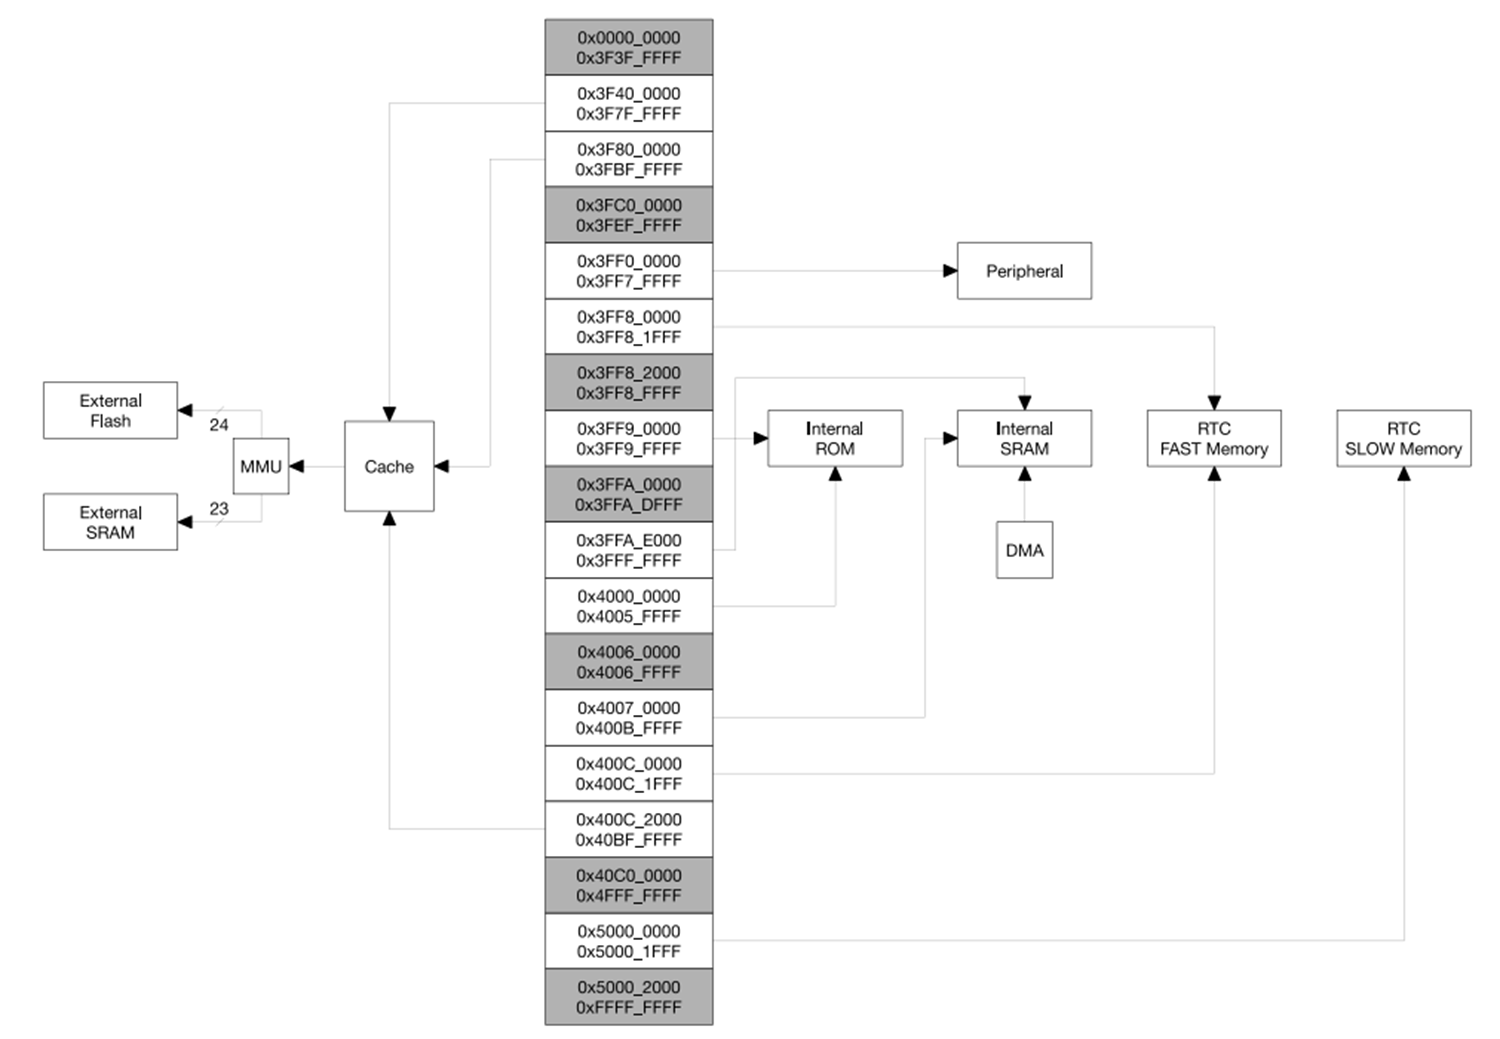 0x0000_0000
0x3F3F_FFFF
0x3F40_0000
0x3F7F_FFFF
0x3F80_0000
0x3FBF_FFFF
0x3FC0_0000
0x3FEF_FFFF
0x3FF0_0000
0x3FF7_FFFF
0x3FF8_0000
0x3FF8_1FFF
0x3FF8_2000
0x3FF8_FFFF
0x3FF9_0000
0x3FF9_FFFF
0x3FFA_0000
0x3FFA_DFFF
0x3FFA_E000
0x3FFF_FFFF
0x4000_0000
0x4005_FFFF
0x4006_0000
0x4006_FFFF
0x4007_0000
0x400B_FFFF
0x400C_0000
0x400C_1FFF
0x400C_2000
0x40BF_FFFF
0x40C0_0000
0x4FFF_FFFF
0x5000_0000
0x5000_1FFF
0x5000_2000
0xFFFF_FFFF
External
Flash
24
MMU
Cache
External
SRAM
23
Peripheral
Internal
ROM
Internal
SRAM
RTC
FAST Memory
RTC
SLOW Memory
DMA